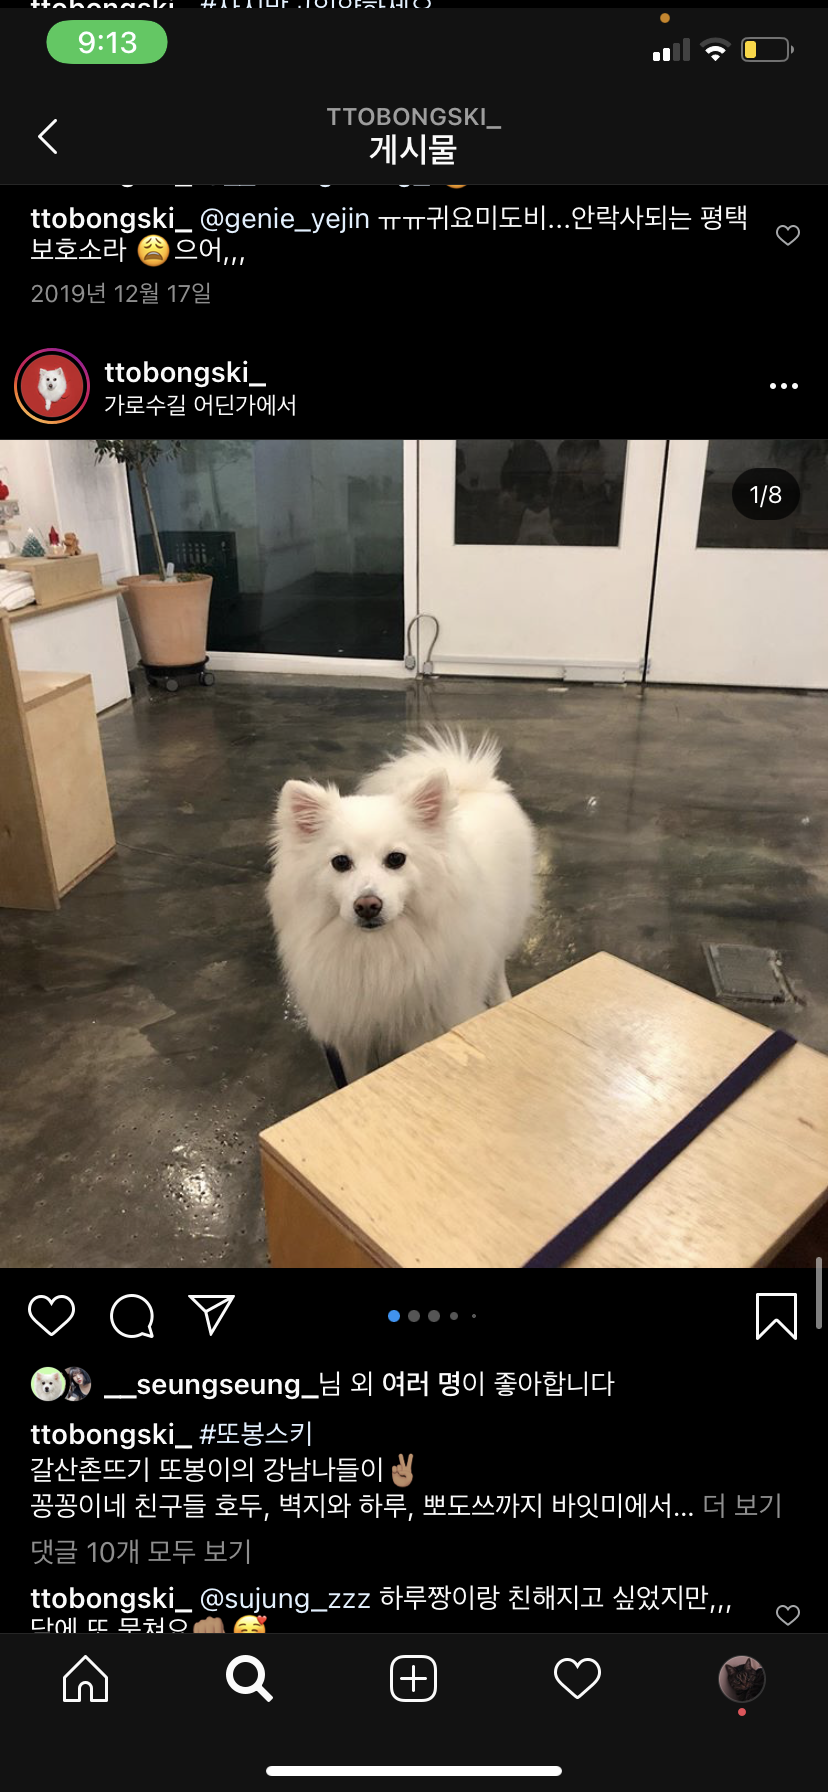 9:13
TTOBONGSKI_
게시물
ttobongski_ @genie_yejin ㅠㅠ귀요미도비...안락사되는 평택
보호소라 😩으어,,,
2019년 12월 17일
ttobongski_
가로수길 어딘가에서
1/8
__seungseung_님 외 여러 명이 좋아합니다
ttobongski_ #또봉스키
갈산촌뜨기 또봉이의 강남나들이✌🏽
꽁꽁이네 친구들 호두, 벽지와 하루, 뽀도쓰까지 바잇미에서... 더 보기
댓글 10개 모두 보기
ttobongski_ @sujung_zzz 하루짱이랑 친해지고 싶었지만,,,
담에 또 뭉쳐요👊🏽🥰